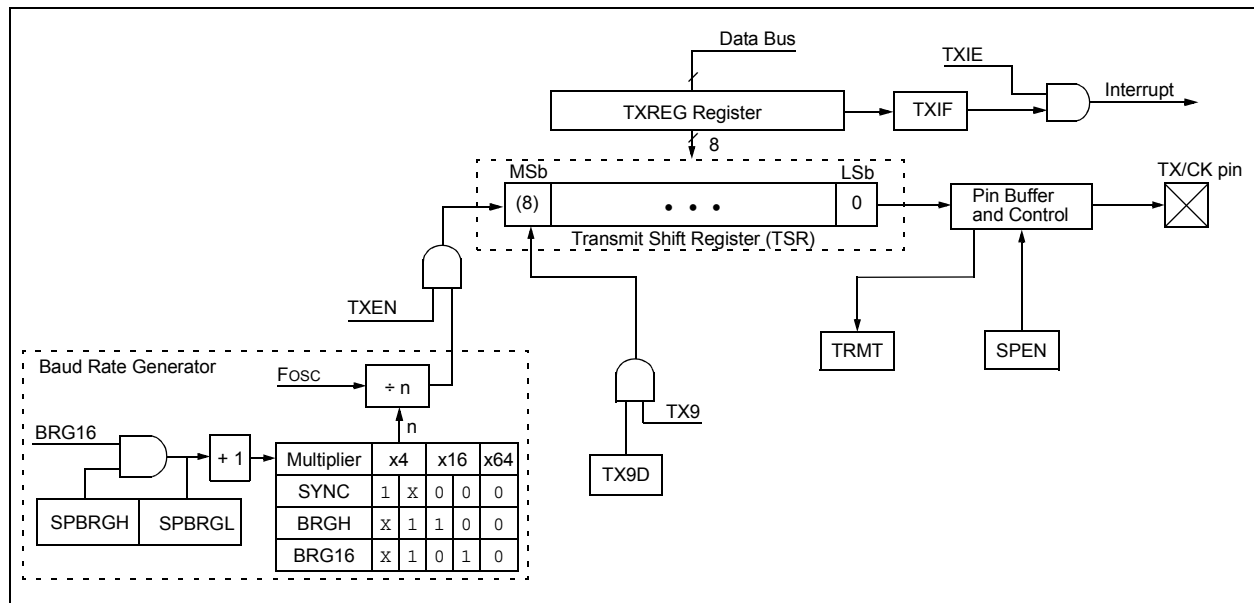 Data Bus
TXIE
Interrupt
TXREG Register
TXIF
8
MSb
LSb
TX/CK pin
(8)
• • •
0
Pin Buffer
and Control
Transmit Shift Register (TSR)
TXEN
TRMT
SPEN
Baud Rate Generator
FOSC
÷ n
TX9
n
BRG16
+ 1
Multiplier x4 x16 x64
SYNC 1 X 0 0 0
BRGH X 1 1 0 0
BRG16 X 1 0 1 0
TX9D
SPBRGH SPBRGL